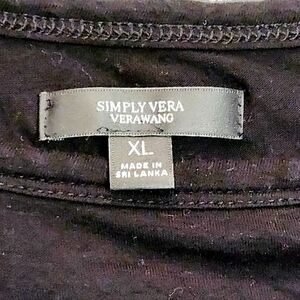 SIMPLY VERA
VERAWANG
XL
MADE IN
SRI LANKA